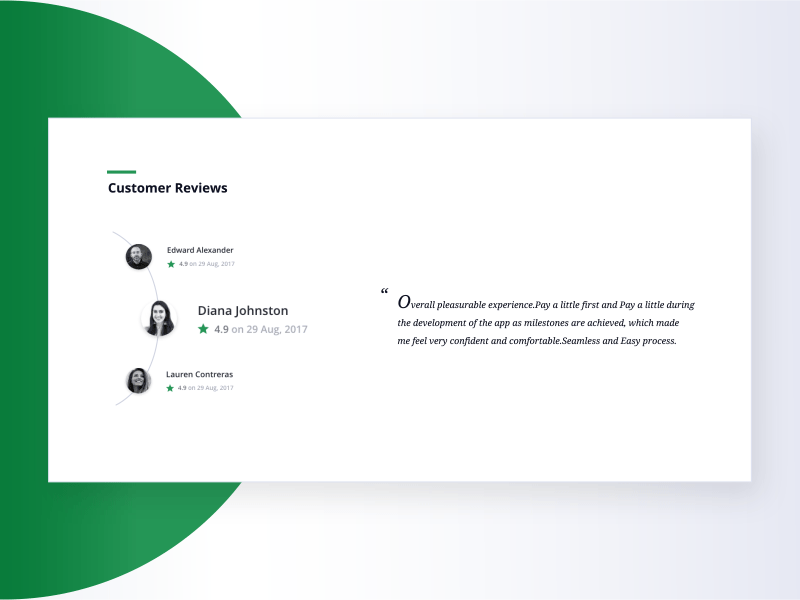 Customer Reviews
Edward Alexander
4.9 on 29 Aug, 2017
Diana Johnston
4.9 on 29 Aug, 2017
Lauren Contreras
4.9 on 29 Aug, 2017
“ Overall pleasurable experience.Pay a little first and Pay a little during
the development of the app as milestones are achieved, which made
me feel very confident and comfortable.Seamless and Easy process.